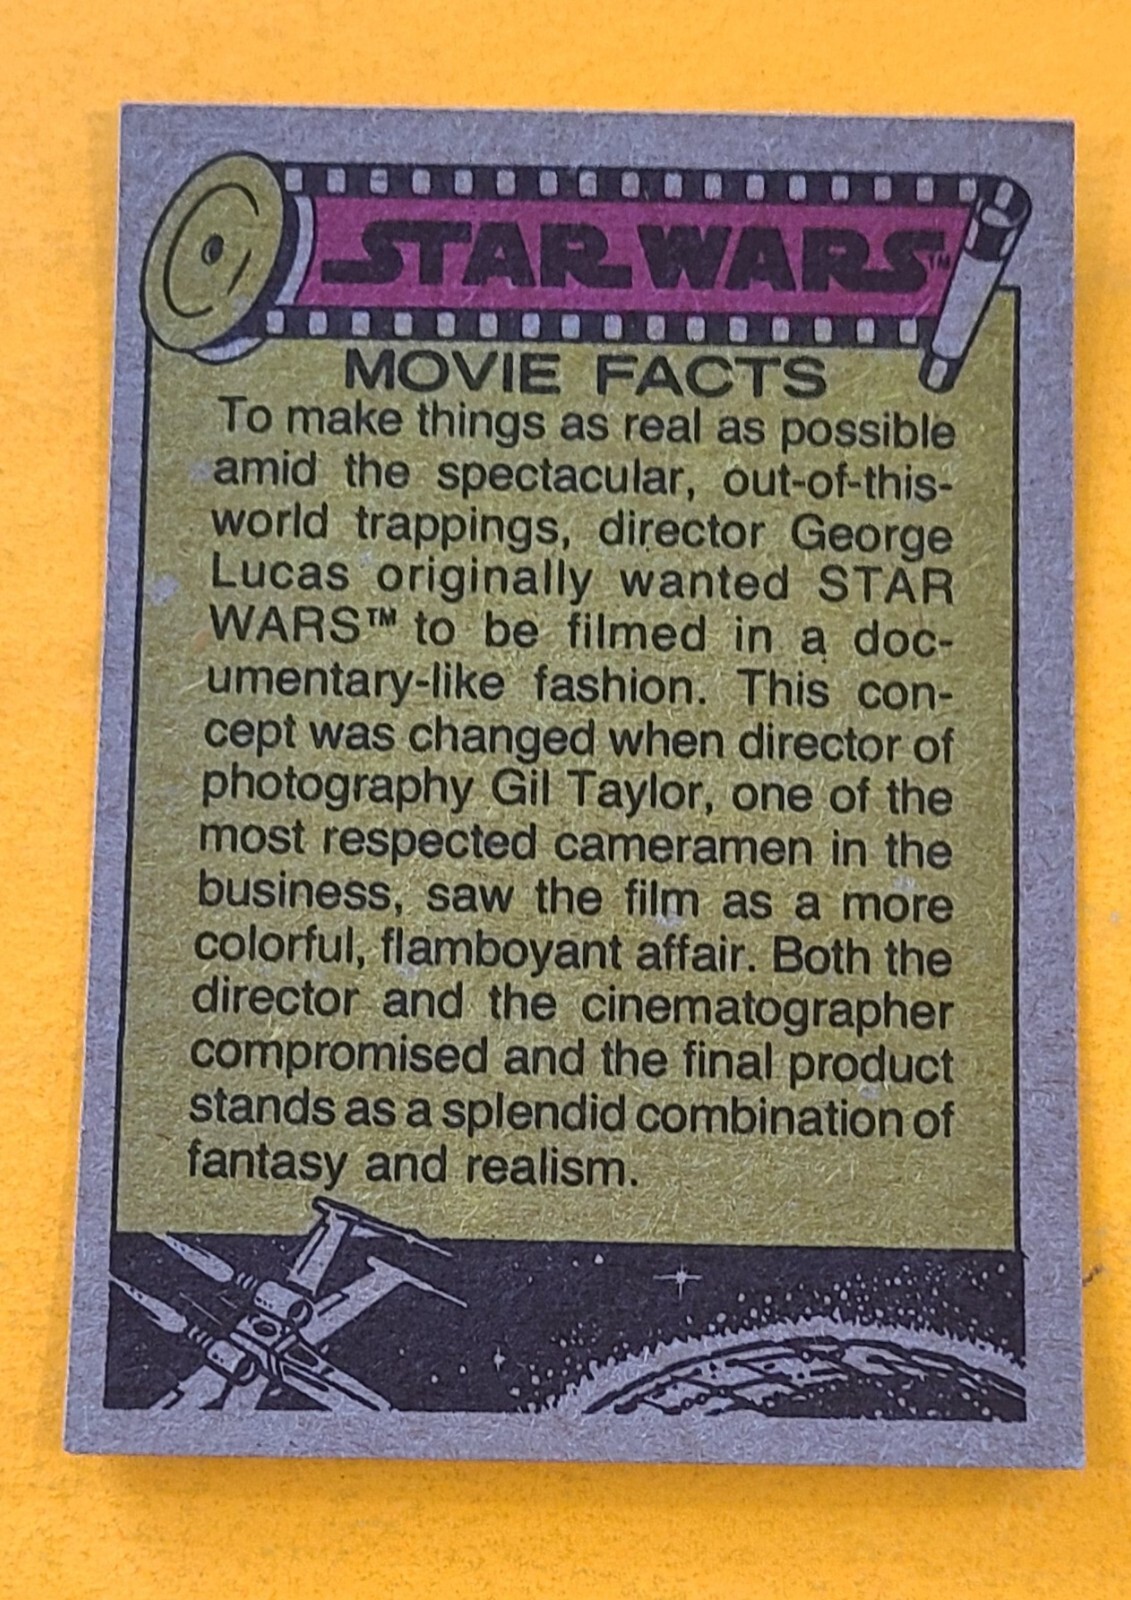 STAR WARS™
MOVIE FACTS
To make things as real as possible
amid the spectacular, out-of-this-
world trappings, director George
Lucas originally wanted STAR
WARS™ to be filmed in a doc-
umentary-like fashion. This con-
cept was changed when director of
photography Gil Taylor, one of the
most respected cameramen in the
business, saw the film as a more
colorful, flamboyant affair. Both the
director and the cinematographer
compromised and the final product
stands as a splendid combination of
fantasy and realism.